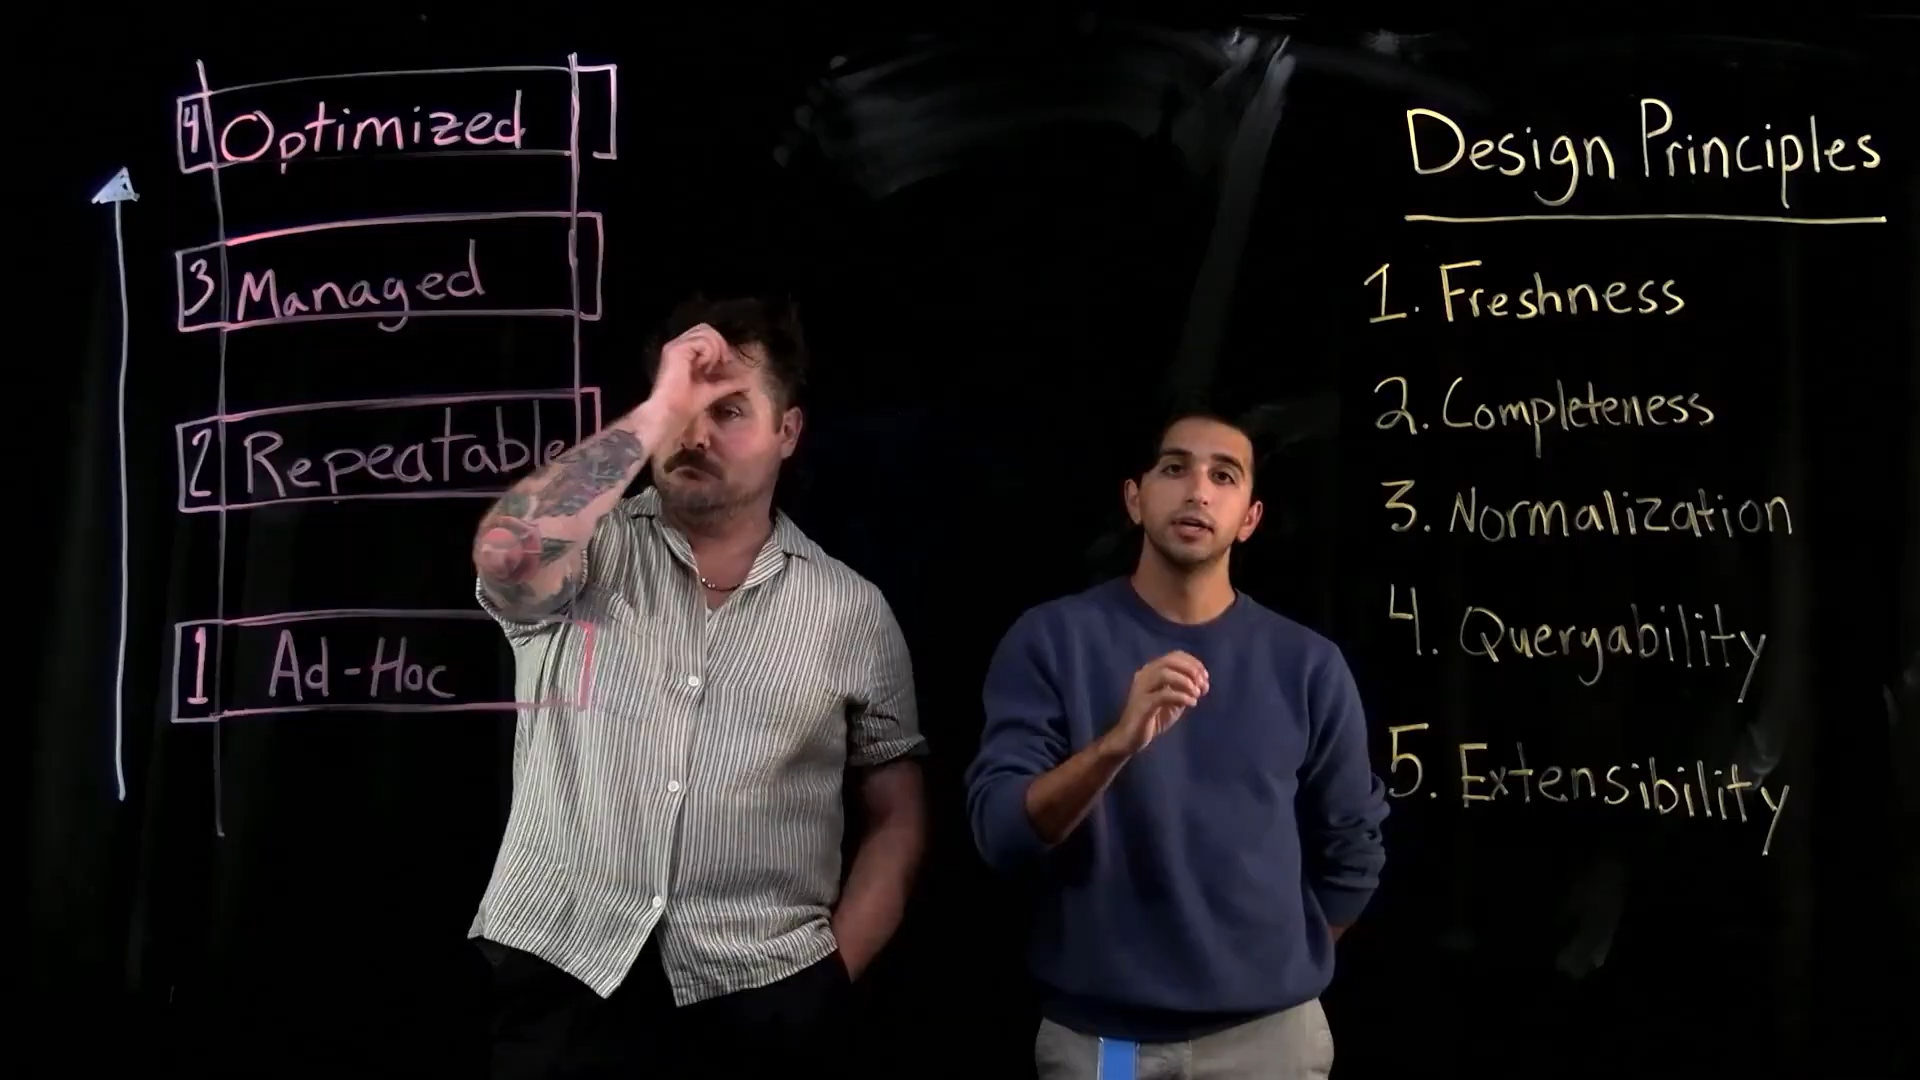 4 Optimized
3 Managed
2 Repeatable
1 Ad-Hoc
Design Principles
1. Freshness
2. Completeness
3. Normalization
4. Queryability
5. Extensibility